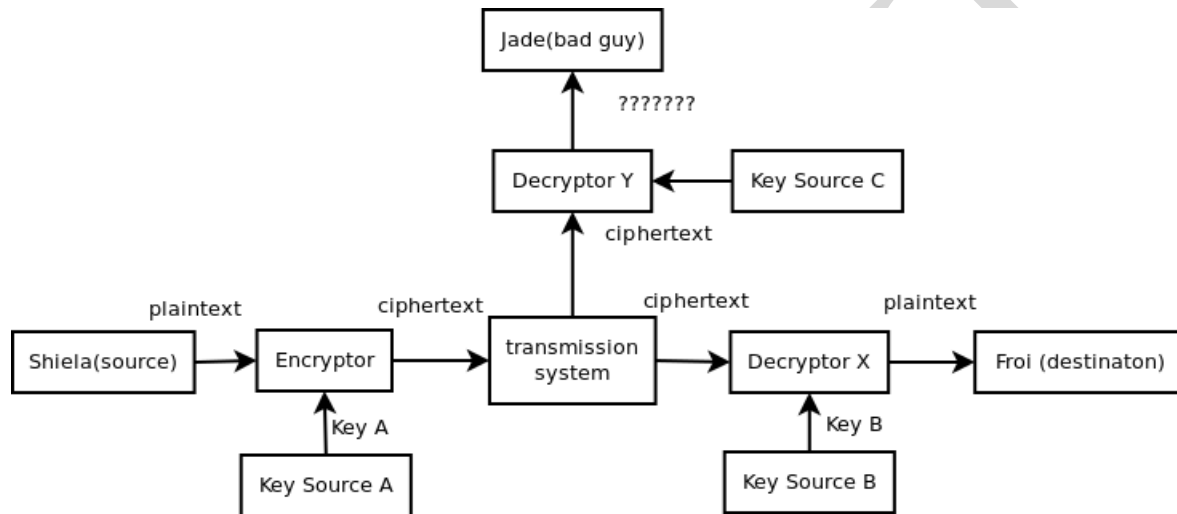 Jade(bad guy)
???????
Decryptor Y
Key Source C
ciphertext
plaintext
ciphertext
ciphertext
plaintext
Shiela(source)
Encryptor
transmission
system
Decryptor X
Froi (destinaton)
Key A
Key B
Key Source A
Key Source B